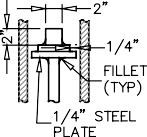 2"
2"
1/4"
FILLET
(TYP)
1/4" STEEL
PLATE